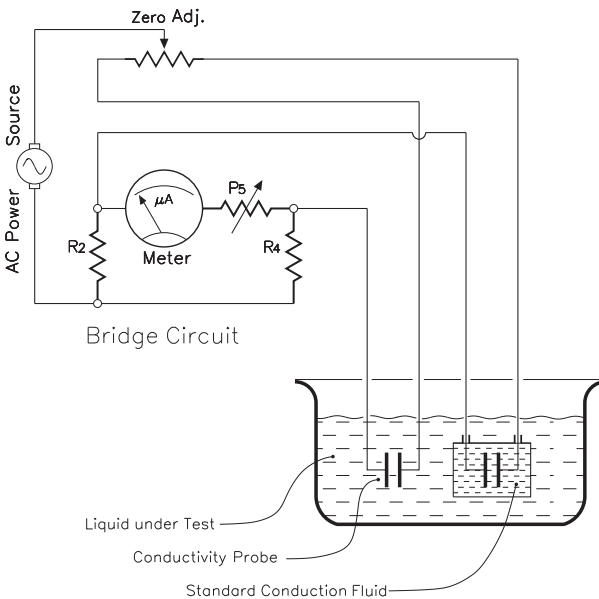 Zero Adj.
AC Power Source
μA
P5
R2
R4
Meter
Bridge Circuit
Liquid under Test
Conductivity Probe
Standard Conduction Fluid